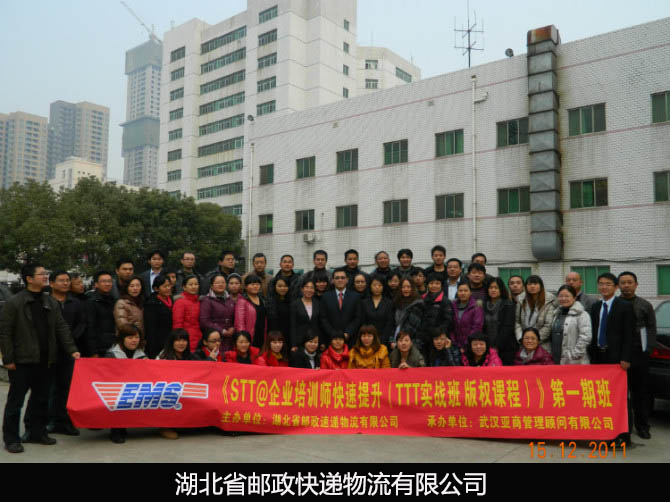 EMS
《STT@企业培训师快速提升（TTT实战班 版权课程）》第一期班
主办单位：湖北省邮政速递物流有限公司 承办单位：武汉亚商管理顾问有限公司
15.12.2011
湖北省邮政快递物流有限公司